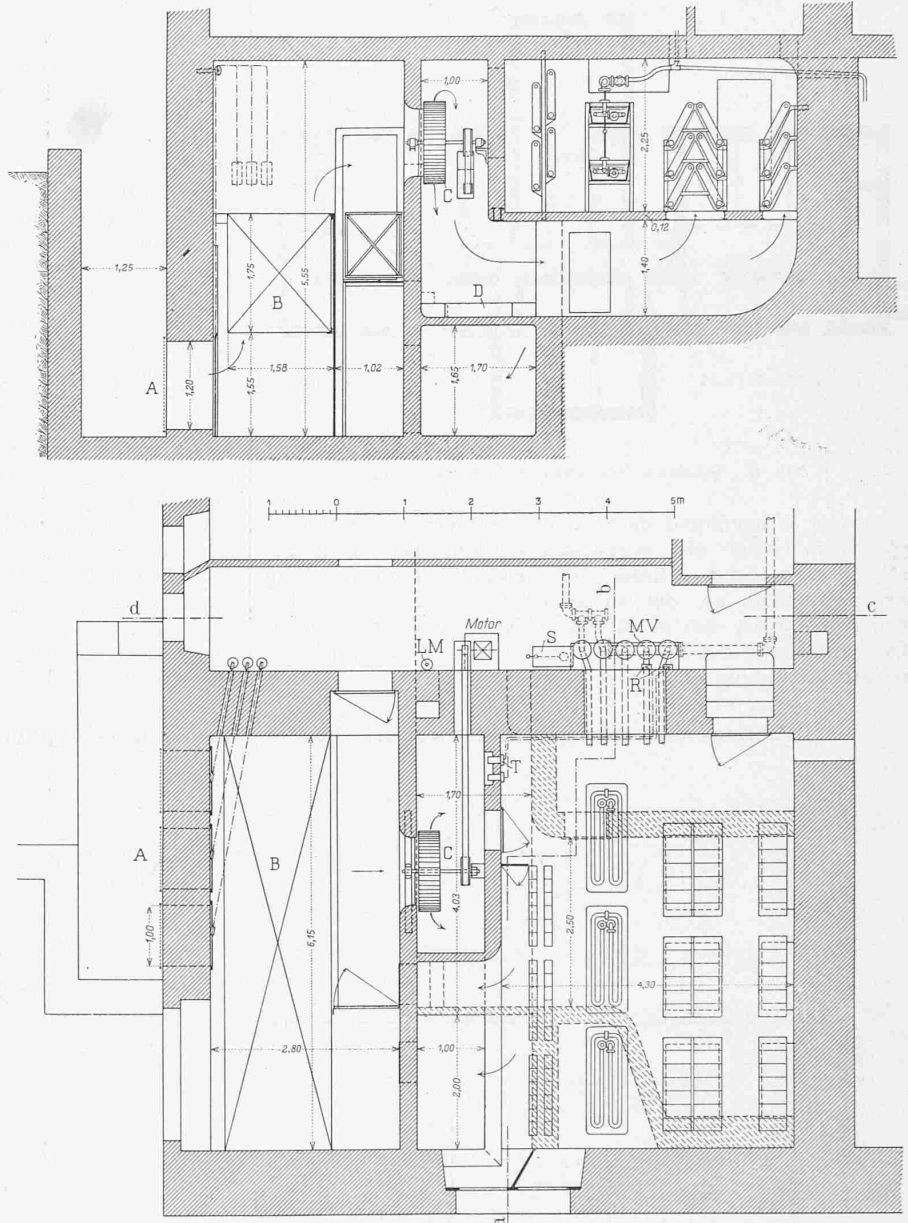 1,00
2,25
C
0,12
1,25
1,75
5,55
B
1,40
D
A
1,20
1,55
1,58
1,02
1,65
1,70
1 0 1 2 3 4 5m
d
b
c
Motor
S
MV
LM
R
T
1,70
A
B
C
4,03
1,00
6,15
2,50
4,30
2,80
1,00
2,00
a